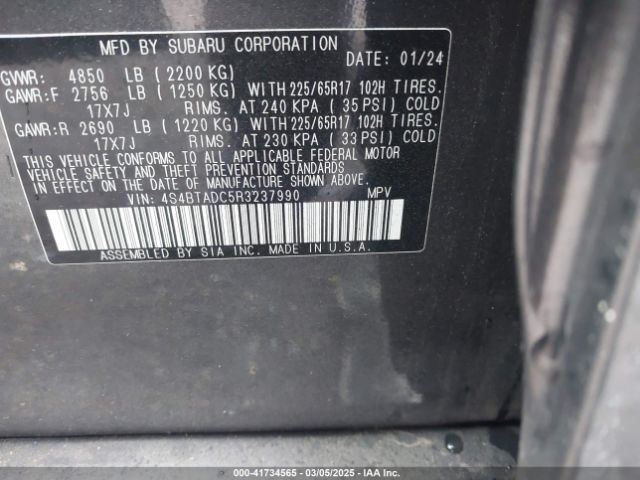 MFD BY SUBARU CORPORATION
DATE: 01/24
GVWR: 4850 LB (2200 KG)
GAWR:F 2756 LB (1250 KG) WITH 225/65R17 102H TIRES.
17X7J RIMS. AT 240 KPA (35 PSI) COLD
GAWR:R 2690 LB (1220 KG) WITH 225/65R17 102H TIRES.
17X7J RIMS. AT 230 KPA (33 PSI) COLD
THIS VEHICLE CONFORMS TO ALL APPLICABLE FEDERAL MOTOR
VEHICLE SAFETY AND THEFT PREVENTION STANDARDS
IN EFFECT ON THE DATE OF MANUFACTURE SHOWN ABOVE.
VIN: 4S4BTADC5R3237990 MPV
ASSEMBLED BY SIA INC. MADE IN U.S.A.
000-41734565 - 03/05/2025 - IAA Inc.